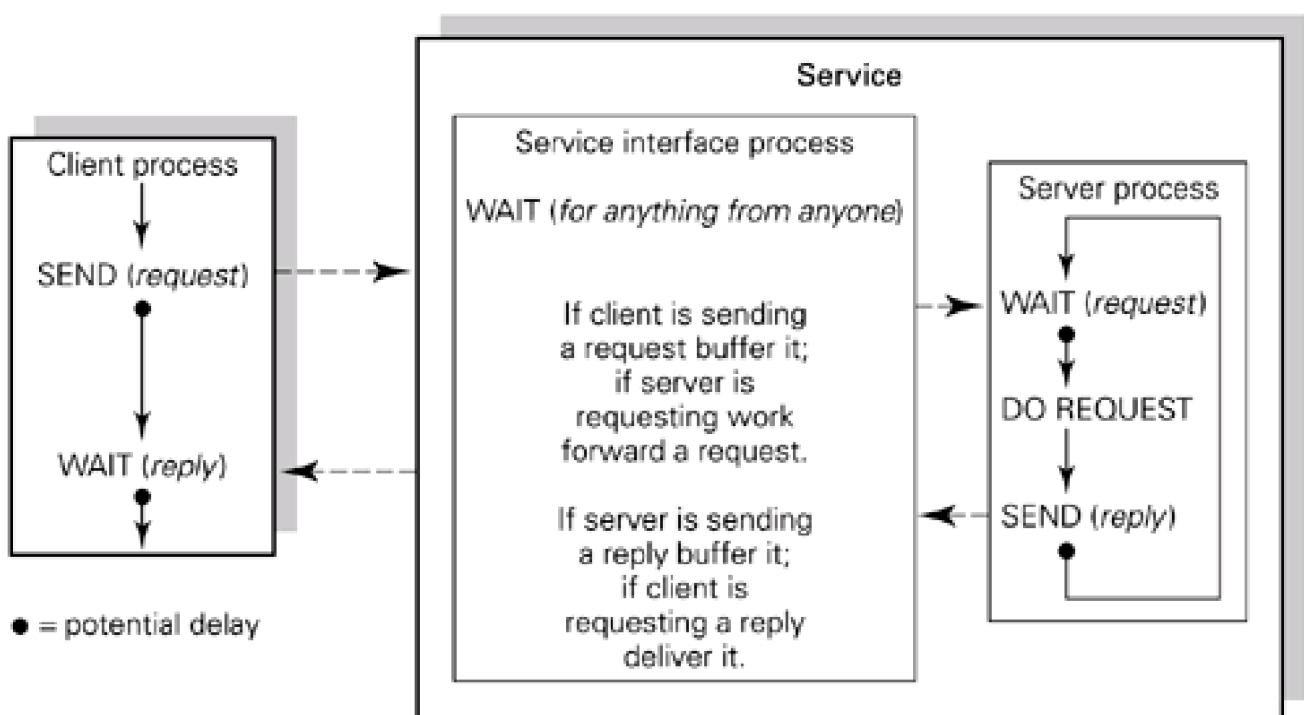 Service
Client process
SEND (request)
WAIT (reply)
● = potential delay
Service interface process
WAIT (for anything from anyone)
If client is sending
a request buffer it;
if server is
requesting work
forward a request.
If server is sending
a reply buffer it;
if client is
requesting a reply
deliver it.
Server process
WAIT (request)
DO REQUEST
SEND (reply)